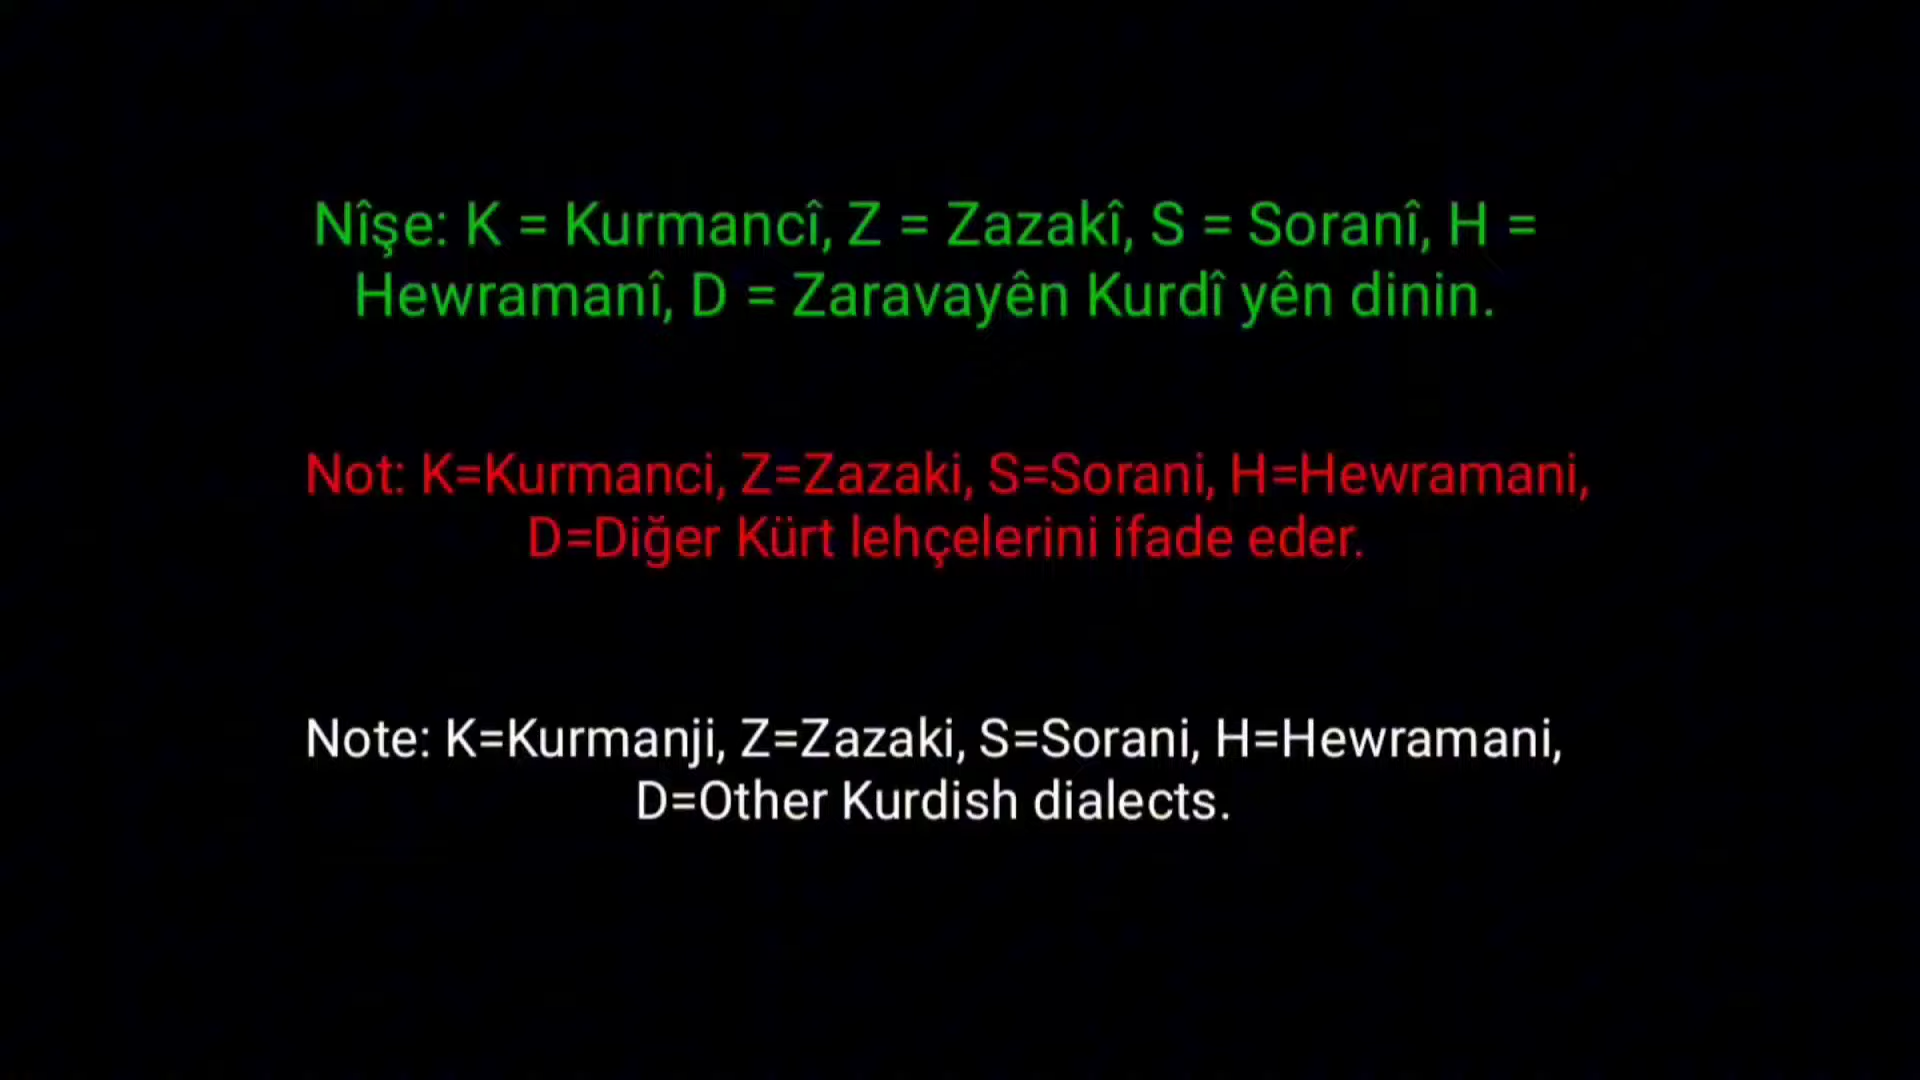 Nîşe: K = Kurmancî, Z = Zazakî, S = Soranî, H =
Hewramanî, D = Zaravayên Kurdî yên dinin.
Not: K=Kurmanci, Z=Zazaki, S=Sorani, H=Hewramani,
D=Diğer Kürt lehçelerini ifade eder.
Note: K=Kurmanji, Z=Zazaki, S=Sorani, H=Hewramani,
D=Other Kurdish dialects.